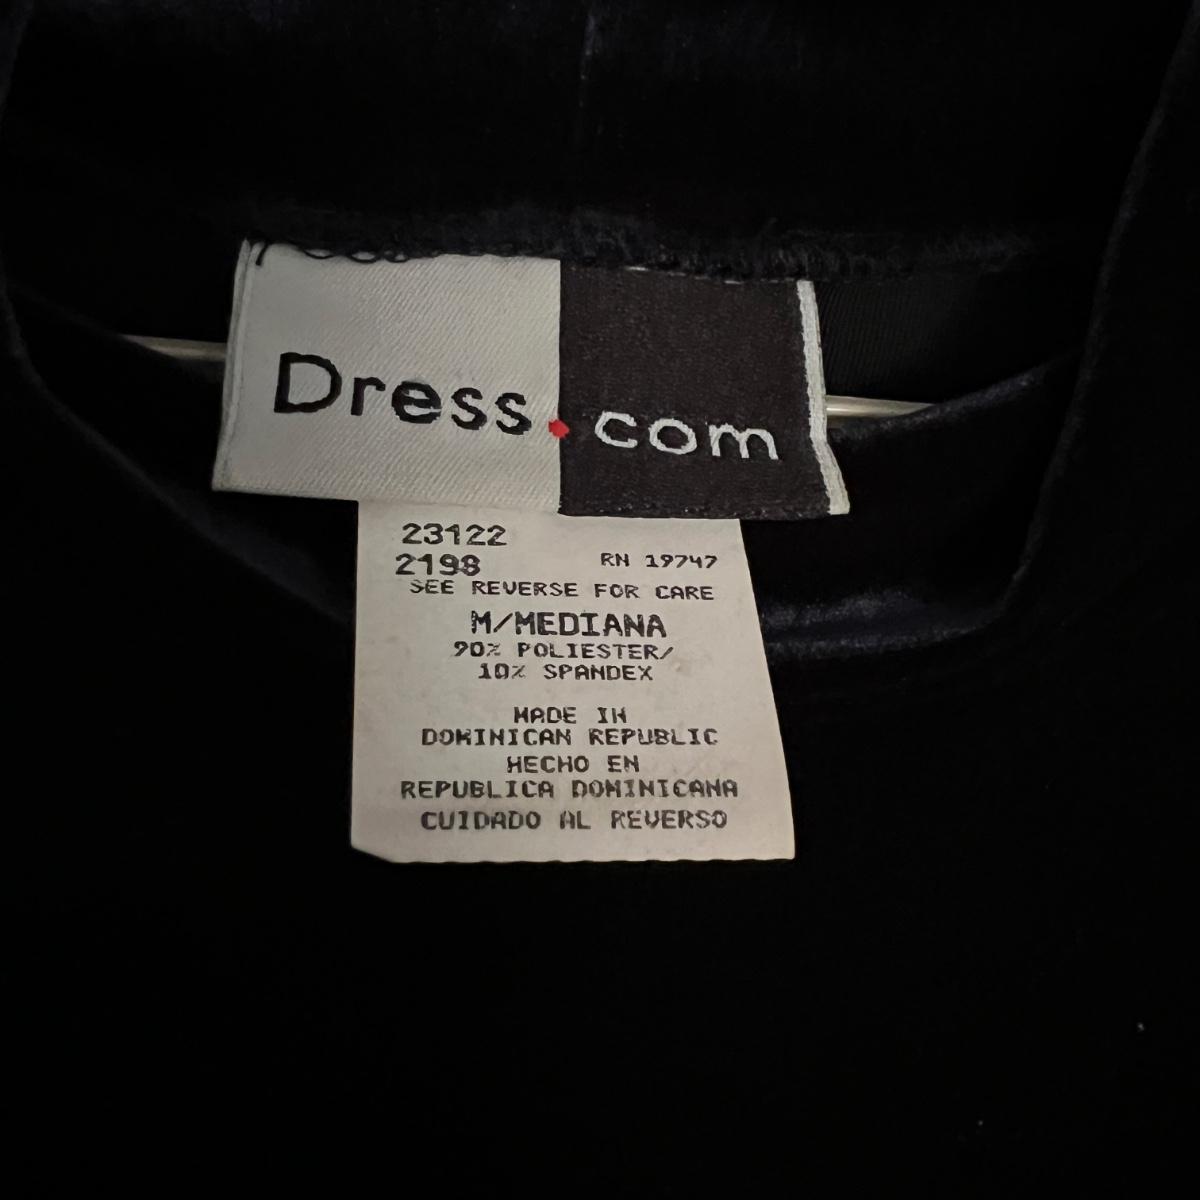 Dress.com
23122
2198 RN 19747
SEE REVERSE FOR CARE
M/MEDIANA
90% POLIESTER/
10% SPANDEX
MADE IN
DOMINICAN REPUBLIC
HECHO EN
REPUBLICA DOMINICANA
CUIDADO AL REVERSO